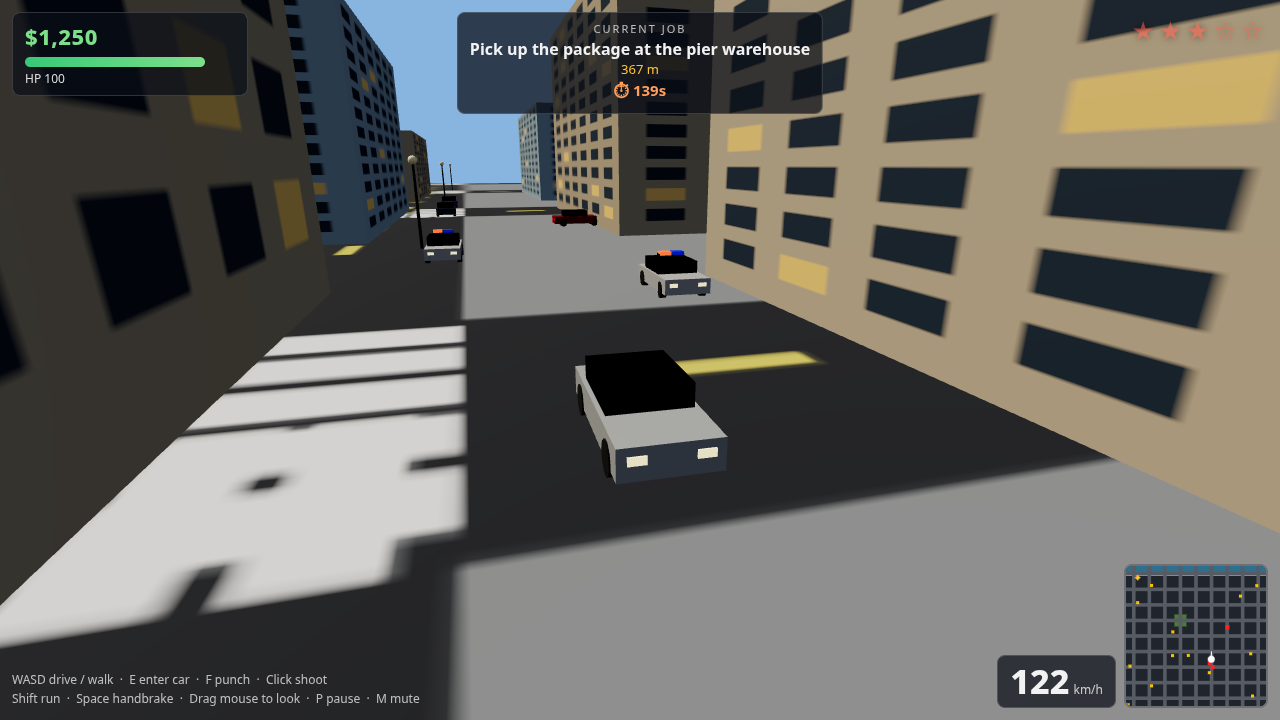 $1,250
HP 100
CURRENT JOB
Pick up the package at the pier warehouse
367 m
⏱ 139s
★ ★ ★ ☆ ☆
WASD drive / walk · E enter car · F punch · Click shoot
Shift run · Space handbrake · Drag mouse to look · P pause · M mute
122 km/h